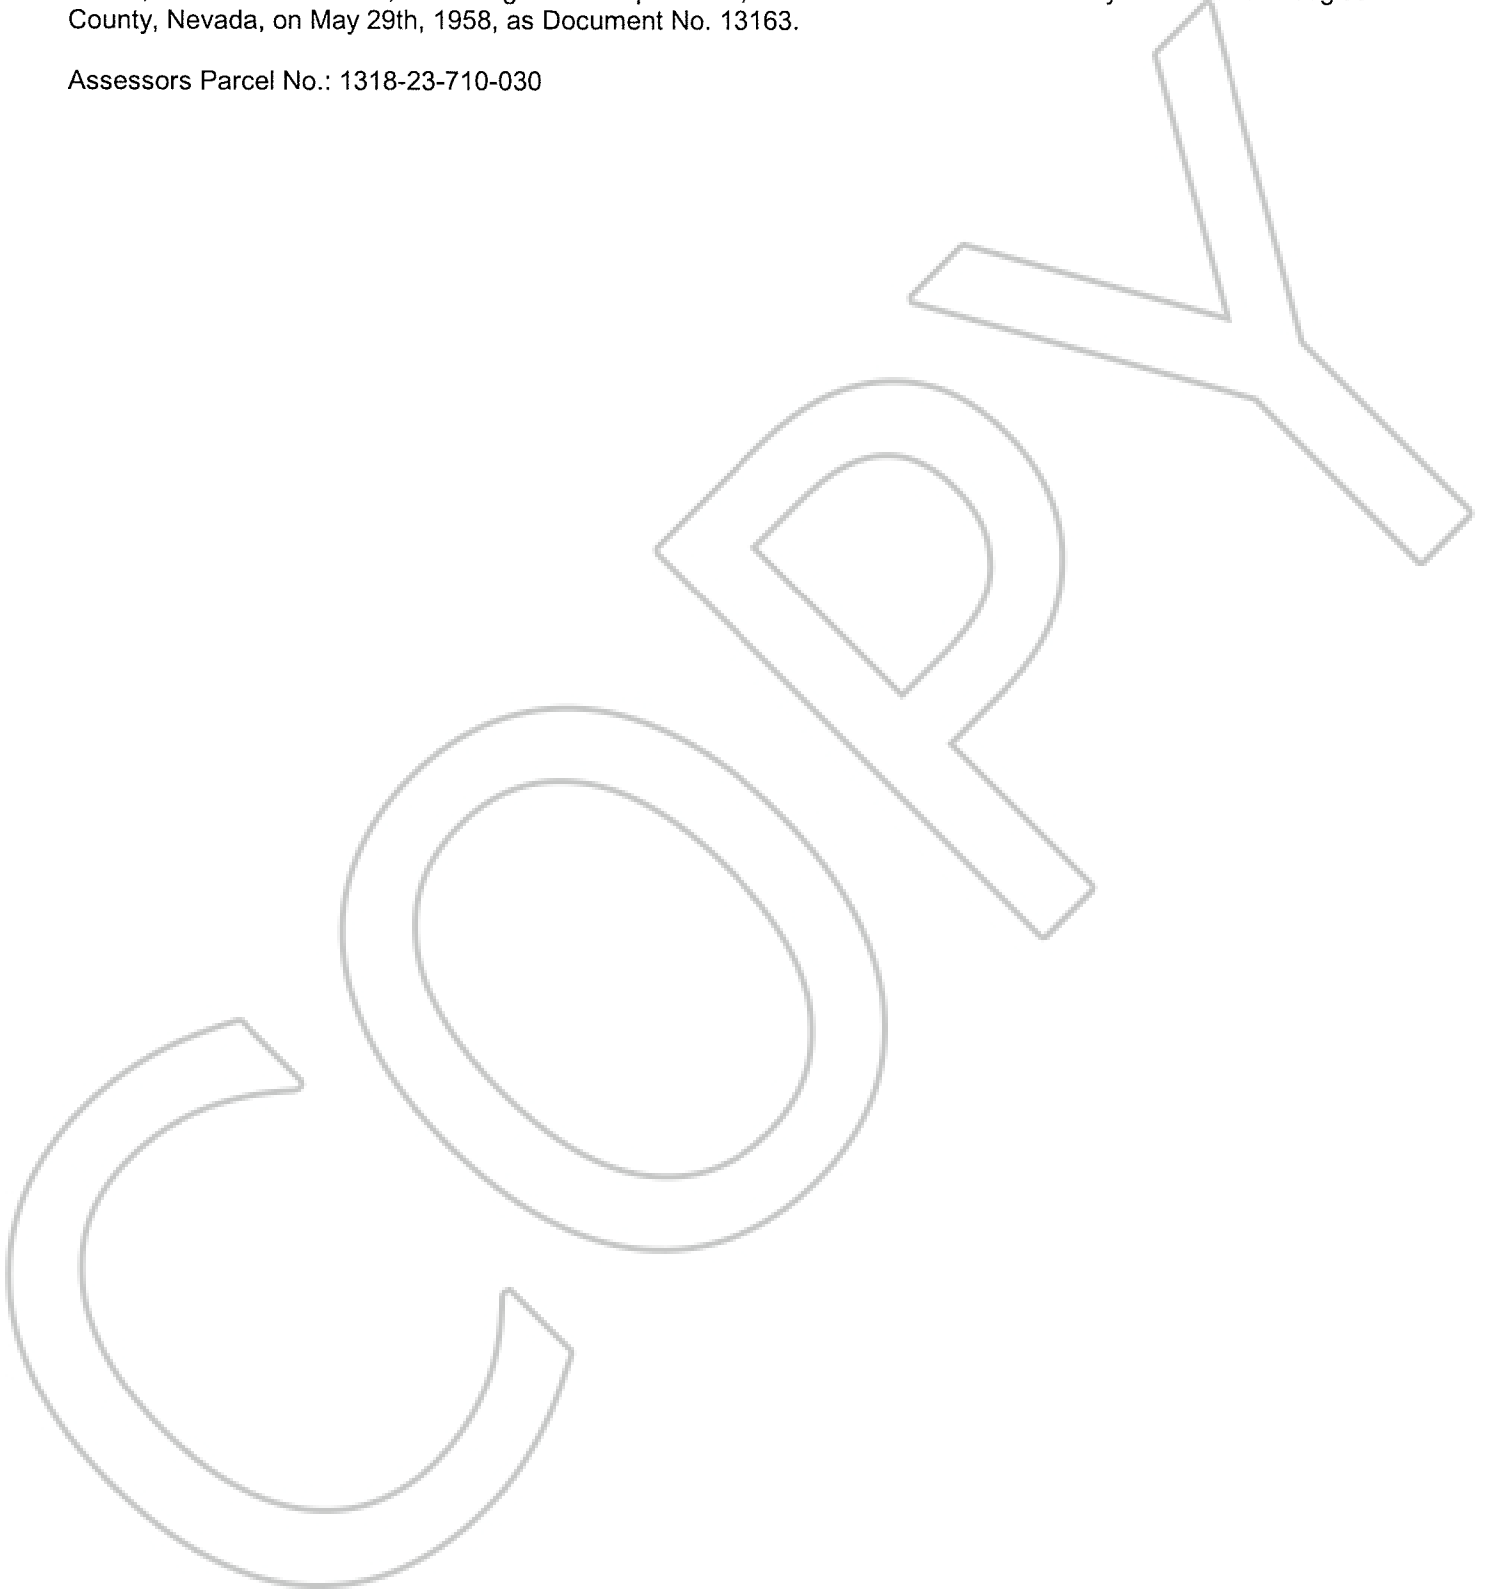 County, Nevada, on May 29th, 1958, as Document No. 13163.
Assessors Parcel No.: 1318-23-710-030
COPY